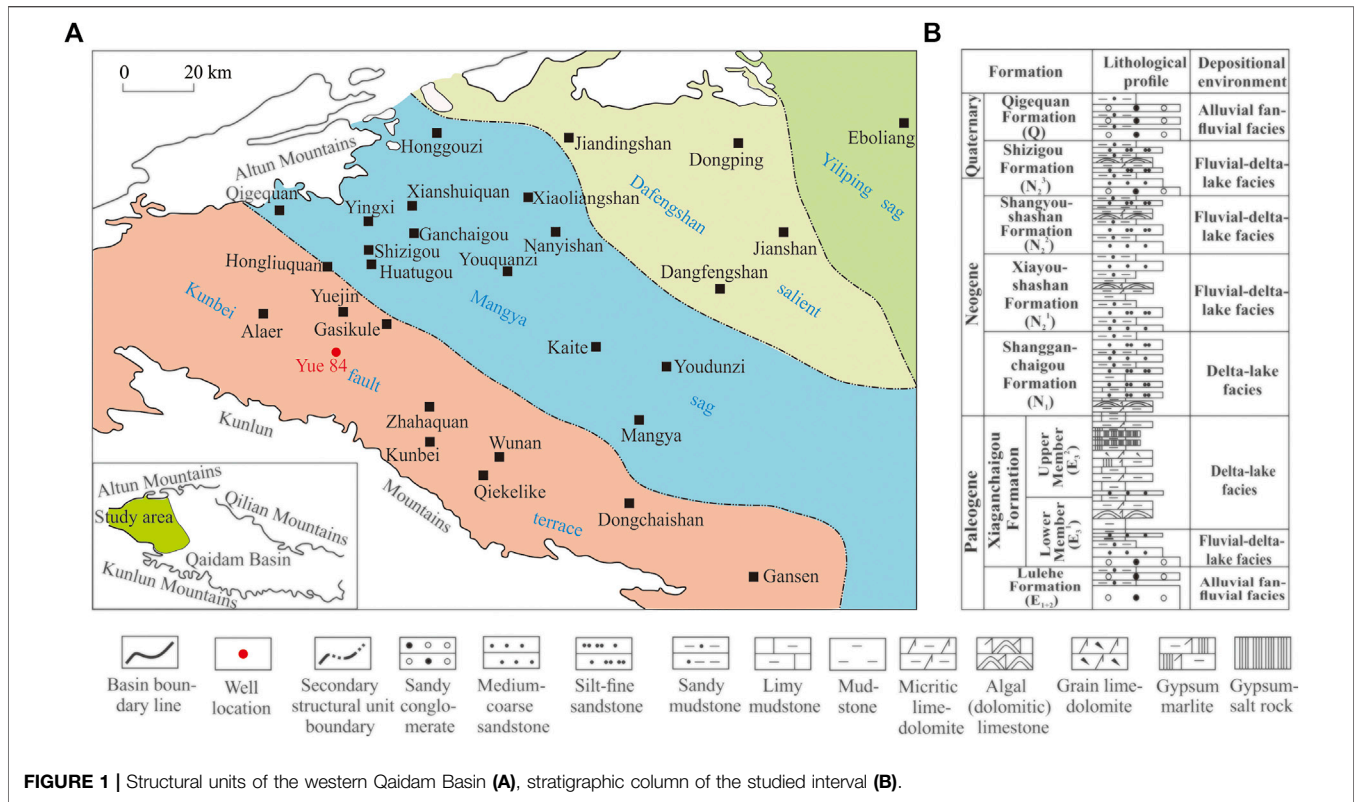 A
0 20 km
Altun Mountains
Qigequan
Honggouzi
Jiandingshan
Dongping
Eboliang
Yiliping
sag
Dafengshan
salient
Xianshuiquan
Xiaoliangshan
Yingxi
Ganchaigou
Nanyishan
Jianshan
Shizigou
Huatugou
Youquanzi
Dangfengshan
Hongliuquan
Kunbei
Yuejin
Mangya
Alaer
Gasikule
Kaite
Youdunzi
Yue 84
fault
sag
Zhahaquan
Mangya
Kunlun
Kunbei
Wunan
Qiekelike
Mountains
terrace
Dongchaishan
Gansen
Altun Mountains
Qilian Mountains
Study area
Qaidam Basin
Kunlun Mountains
B
Formation
Lithological
profile
Depositional
environment
Quaternary
Neogene
Paleogene
Qigequan
Formation
(Q)
Alluvial fan-
fluvial facies
Shizigou
Formation
(N₂³)
Fluvial-delta-
lake facies
Shangyou-
shashan
Formation
(N₂²)
Fluvial-delta-
lake facies
Xiayou-
shashan
Formation
(N₂¹)
Fluvial-delta-
lake facies
Shanggan-
chaigou
Formation
(N₁)
Delta-lake
facies
Xiaganchaigou
Formation
Upper
Member
(E₃²)
Delta-lake
facies
Lower
Member
(E₃¹)
Fluvial-delta-
lake facies
Lulehe
Formation
(E₁₊₂)
Alluvial fan-
fluvial facies
Basin boun-
dary line
Well
location
Secondary
structural unit
boundary
Sandy
conglo-
merate
Medium-
coarse
sandstone
Silt-fine
sandstone
Sandy
mudstone
Limy
mudstone
Mud-
stone
Micritic
lime-
dolomite
Algal
(dolomitic)
limestone
Grain lime-
dolomite
Gypsum
marlite
Gypsum-
salt rock
FIGURE 1 | Structural units of the western Qaidam Basin (A), stratigraphic column of the studied interval (B).